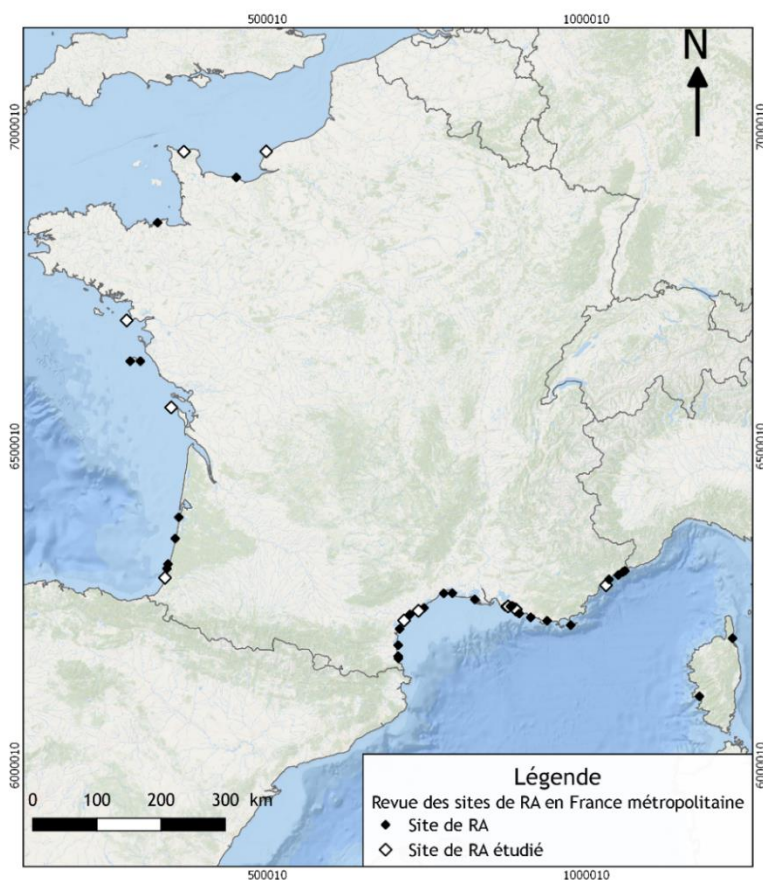 500010 1000010
N
7000010 7000010
6500010 6500010
6000010 6000010
0 100 200 300 km
Légende
Revue des sites de RA en France métropolitaine
Site de RA
Site de RA étudié
500010 1000010